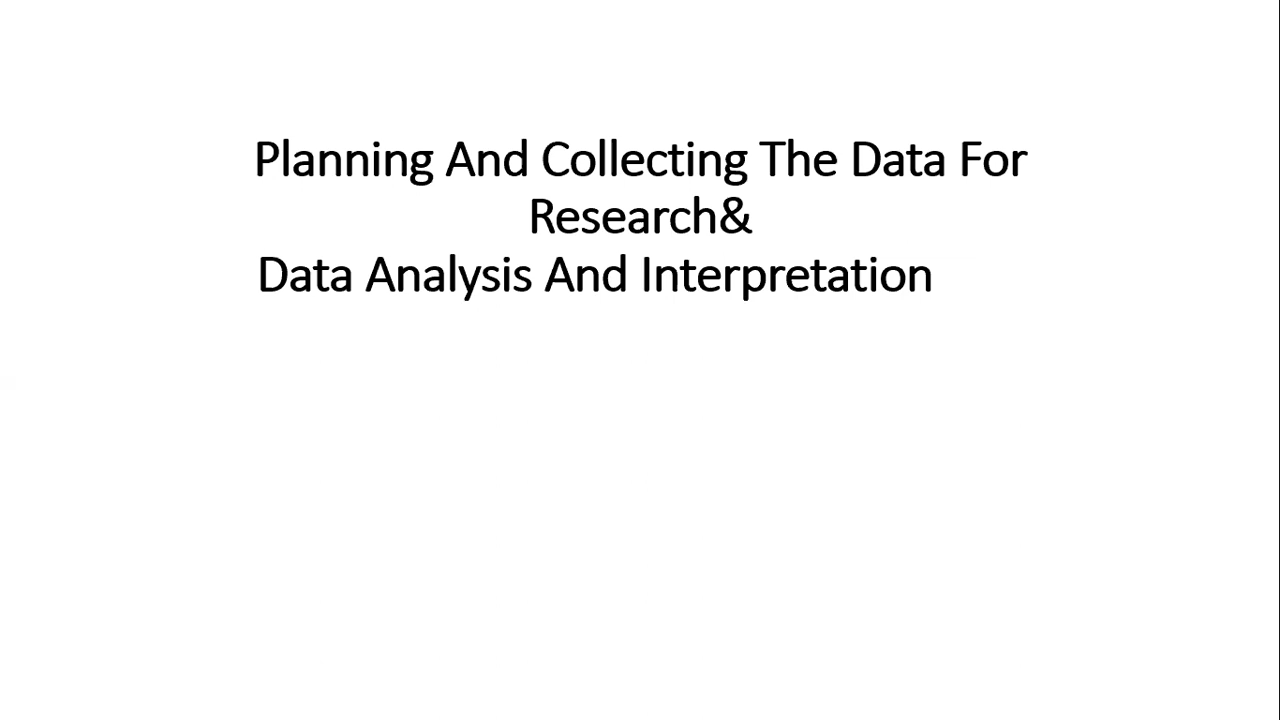 Planning And Collecting The Data For
Research&
Data Analysis And Interpretation